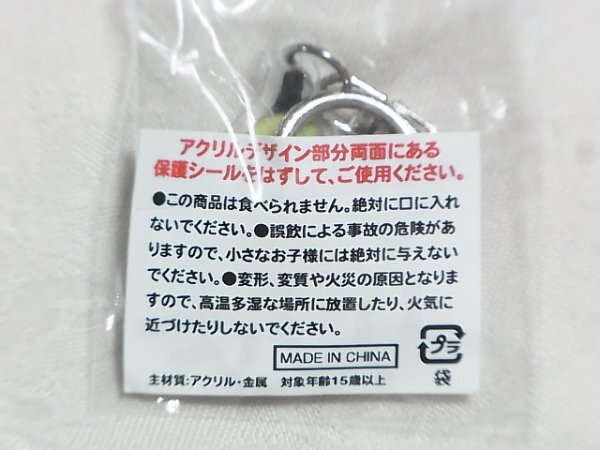 アクリルデザイン部分両面にある
保護シールをはずして、ご使用ください。
●この商品は食べられません。絶対に口に入れ
ないでください。●誤飲による事故の危険があ
りますので、小さなお子様には絶対に与えない
でください。●変形、変質や火災の原因となりま
すので、高温多湿な場所に放置したり、火気に
近づけたりしないでください。
MADE IN CHINA
プラ
袋
主材質:アクリル・金属 対象年齢15歳以上